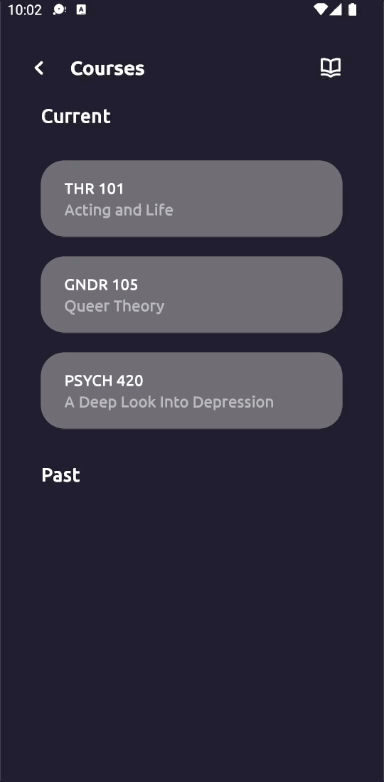 10:02
Courses
Current
THR 101
Acting and Life
GNDR 105
Queer Theory
PSYCH 420
A Deep Look Into Depression
Past